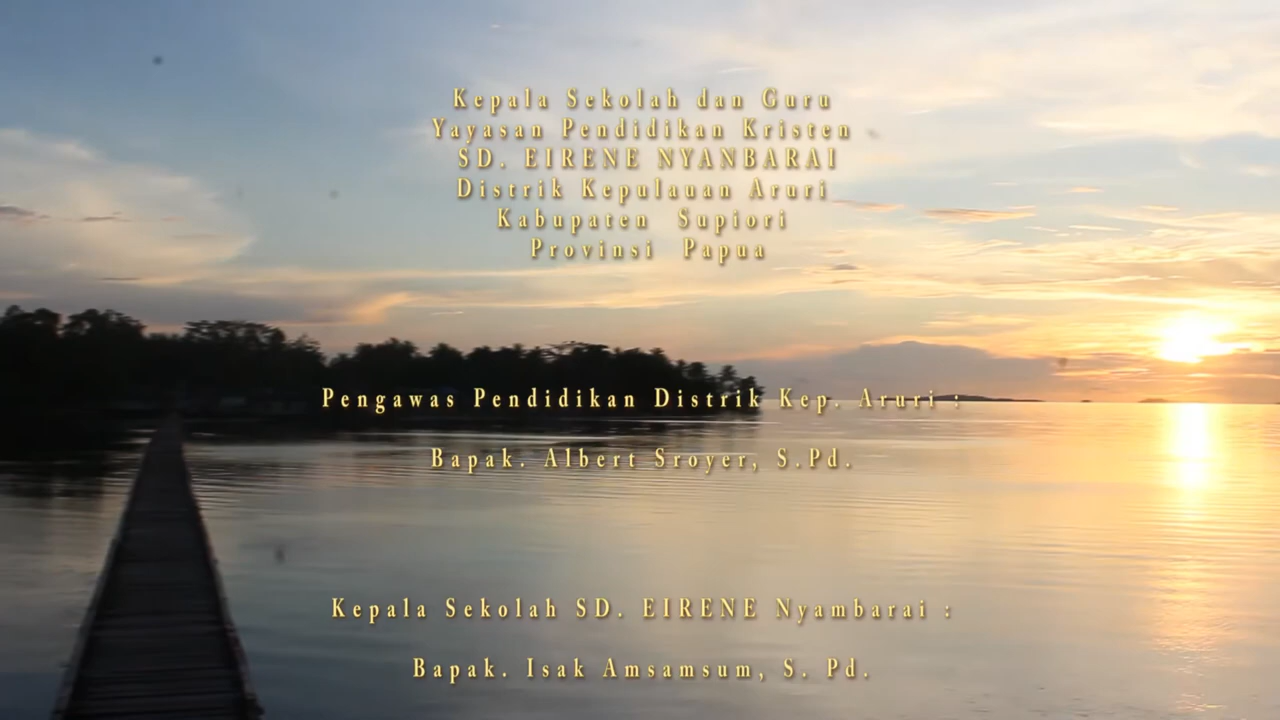 Kepala Sekolah dan Guru
Yayasan Pendidikan Kristen
SD. EIRENE NYANBARAI
Distrik Kepulauan Aruri
Kabupaten Supiori
Provinsi Papua
Pengawas Pendidikan Distrik Kep. Aruri :
Bapak. Albert Sroyer, S.Pd.
Kepala Sekolah SD. EIRENE Nyambarai :
Bapak. Isak Amsamsum, S. Pd.